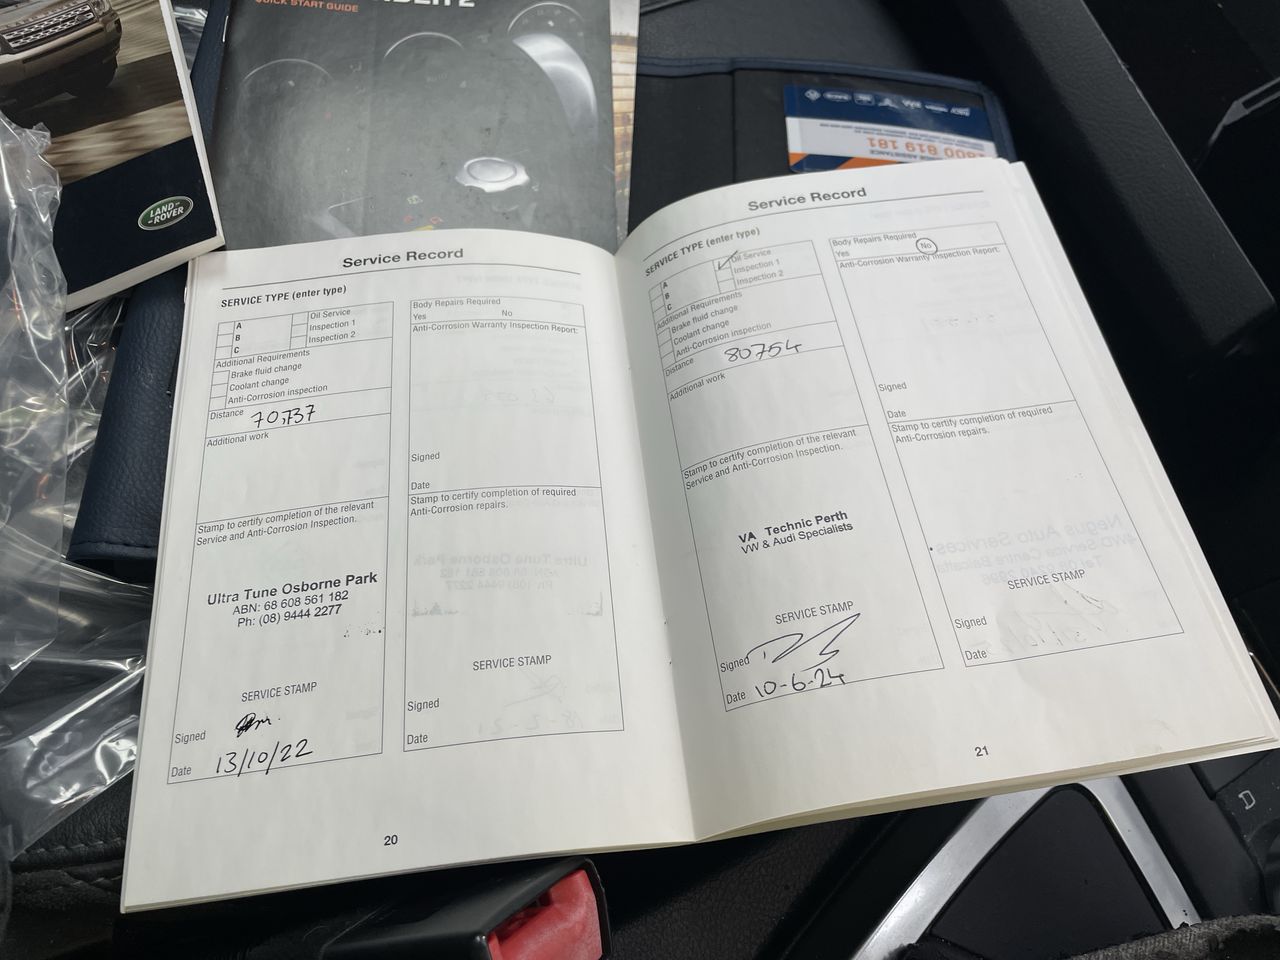 QUICK START GUIDE
LAND
ROVER
1800 819 181
Service Record
SERVICE TYPE (enter type)
A
B
C
Oil Service
Inspection 1
Inspection 2
Additional Requirements
Brake fluid change
Coolant change
Anti-Corrosion inspection
Distance 70,737
Additional work
Stamp to certify completion of the relevant
Service and Anti-Corrosion Inspection.
Ultra Tune Osborne Park
ABN: 68 608 561 182
Ph: (08) 9444 2277
SERVICE STAMP
Signed
Date 13/10/22
Body Repairs Required
Yes No
Anti-Corrosion Warranty Inspection Report:
Signed
Date
Stamp to certify completion of required
Anti-Corrosion repairs.
SERVICE STAMP
Signed
Date
20
Service Record
SERVICE TYPE (enter type)
A
B
C
Oil Service
Inspection 1
Inspection 2
Additional Requirements
Brake fluid change
Coolant change
Anti-Corrosion inspection
Distance 80754
Additional work
Stamp to certify completion of the relevant
Service and Anti-Corrosion Inspection.
VA Technic Perth
VW & Audi Specialists
SERVICE STAMP
Signed
Date 10-6-24
Body Repairs Required
Yes No
Anti-Corrosion Warranty Inspection Report:
Signed
Date
Stamp to certify completion of required
Anti-Corrosion repairs.
SERVICE STAMP
Signed
Date
21
D